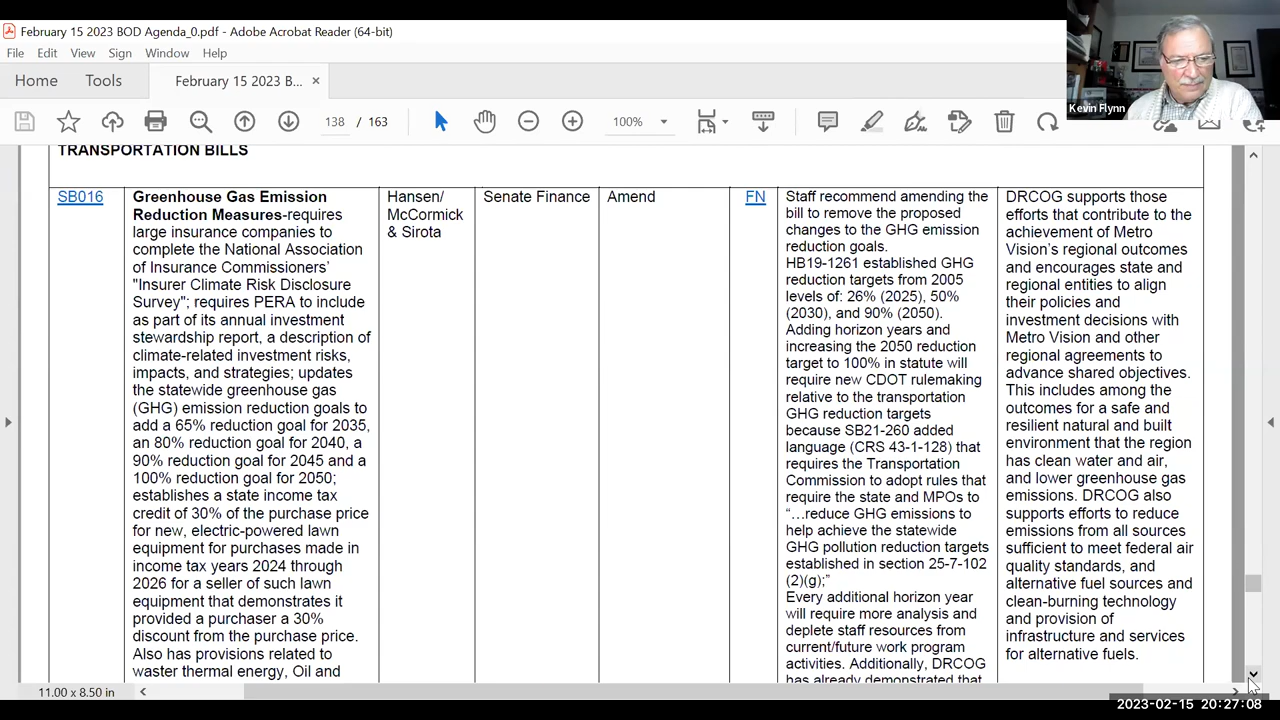 February 15 2023 BOD Agenda_0.pdf - Adobe Acrobat Reader (64-bit)
File Edit View Sign Window Help
Home Tools February 15 2023 B... ×
138 / 163 100%
Kevin Flynn
TRANSPORTATION BILLS
SB016
Greenhouse Gas Emission
Reduction Measures-requires
large insurance companies to
complete the National Association
of Insurance Commissioners'
"Insurer Climate Risk Disclosure
Survey"; requires PERA to include
as part of its annual investment
stewardship report, a description of
climate-related investment risks,
impacts, and strategies; updates
the statewide greenhouse gas
(GHG) emission reduction goals to
add a 65% reduction goal for 2035,
an 80% reduction goal for 2040, a
90% reduction goal for 2045 and a
100% reduction goal for 2050;
establishes a state income tax
credit of 30% of the purchase price
for new, electric-powered lawn
equipment for purchases made in
income tax years 2024 through
2026 for a seller of such lawn
equipment that demonstrates it
provided a purchaser a 30%
discount from the purchase price.
Also has provisions related to
waster thermal energy, Oil and
Hansen/
McCormick
& Sirota
Senate Finance
Amend
FN
Staff recommend amending the
bill to remove the proposed
changes to the GHG emission
reduction goals.
HB19-1261 established GHG
reduction targets from 2005
levels of: 26% (2025), 50%
(2030), and 90% (2050).
Adding horizon years and
increasing the 2050 reduction
target to 100% in statute will
require new CDOT rulemaking
relative to the transportation
GHG reduction targets
because SB21-260 added
language (CRS 43-1-128) that
requires the Transportation
Commission to adopt rules that
require the state and MPOs to
“…reduce GHG emissions to
help achieve the statewide
GHG pollution reduction targets
established in section 25-7-102
(2)(g);”
Every additional horizon year
will require more analysis and
deplete staff resources from
current/future work program
activities. Additionally, DRCOG
has already demonstrated that
DRCOG supports those
efforts that contribute to the
achievement of Metro
Vision’s regional outcomes
and encourages state and
regional entities to align
their policies and
investment decisions with
Metro Vision and other
regional agreements to
advance shared objectives.
This includes among the
outcomes for a safe and
resilient natural and built
environment that the region
has clean water and air,
and lower greenhouse gas
emissions. DRCOG also
supports efforts to reduce
emissions from all sources
sufficient to meet federal air
quality standards, and
alternative fuel sources and
clean-burning technology
and provision of
infrastructure and services
for alternative fuels.
11.00 x 8.50 in
2023-02-15 20:27:08